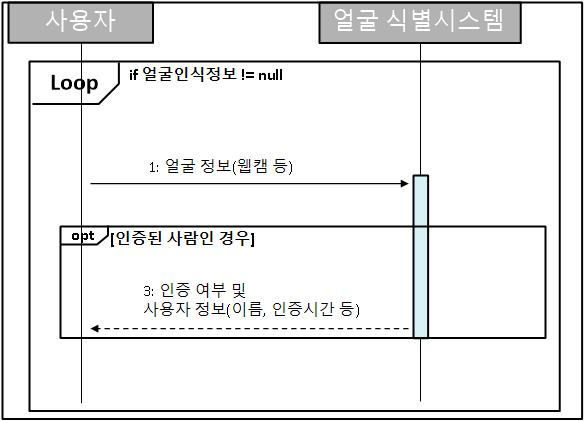 사용자
얼굴 식별시스템
Loop
if 얼굴인식정보 != null
1: 얼굴 정보(웹캠 등)
opt
[인증된 사람인 경우]
3: 인증 여부 및
사용자 정보(이름, 인증시간 등)